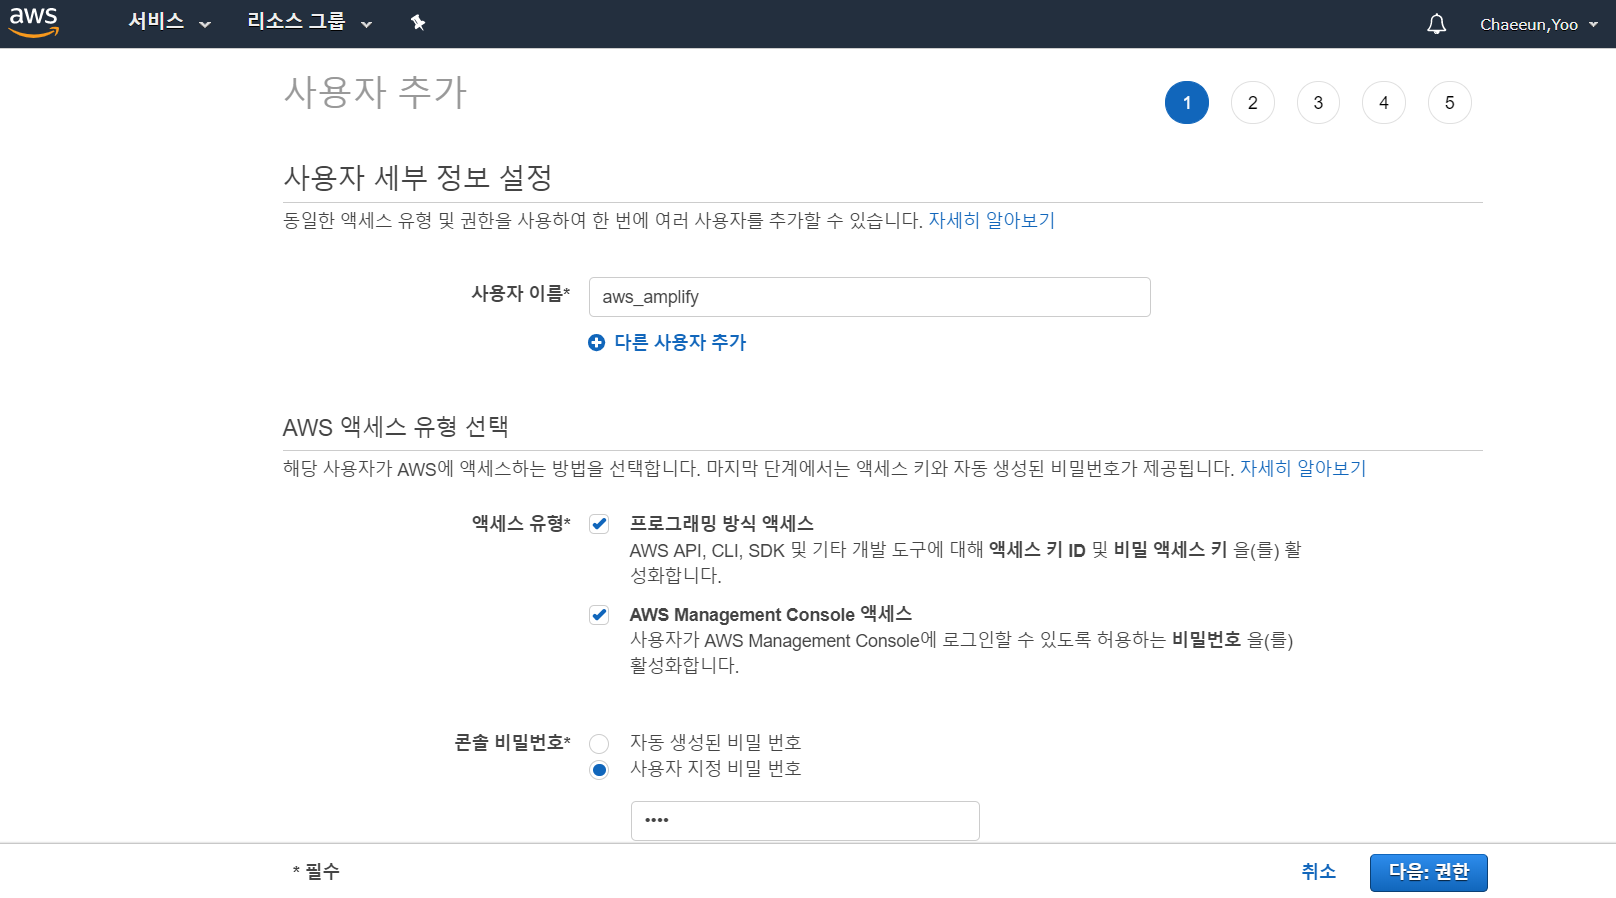 aws 서비스 리소스 그룹 Chaeeun,Yoo
사용자 추가
1 2 3 4 5
사용자 세부 정보 설정
동일한 액세스 유형 및 권한을 사용하여 한 번에 여러 사용자를 추가할 수 있습니다. 자세히 알아보기
사용자 이름* aws_amplify
다른 사용자 추가
AWS 액세스 유형 선택
해당 사용자가 AWS에 액세스하는 방법을 선택합니다. 마지막 단계에서는 액세스 키와 자동 생성된 비밀번호가 제공됩니다. 자세히 알아보기
액세스 유형* 프로그래밍 방식 액세스
AWS API, CLI, SDK 및 기타 개발 도구에 대해 액세스 키 ID 및 비밀 액세스 키 을(를) 활
성화합니다.
AWS Management Console 액세스
사용자가 AWS Management Console에 로그인할 수 있도록 허용하는 비밀번호 을(를)
활성화합니다.
콘솔 비밀번호* 자동 생성된 비밀 번호
사용자 지정 비밀 번호
••••
* 필수 취소 다음: 권한